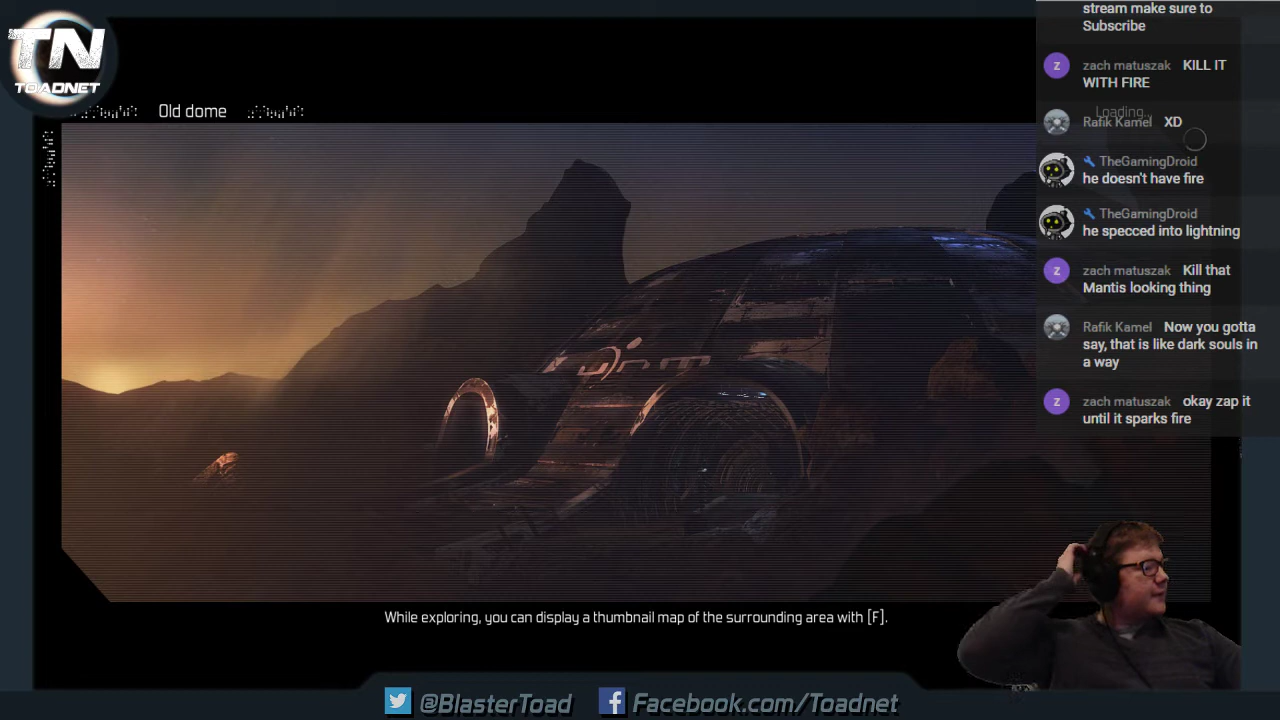 TN
TOADNET
Old dome
stream make sure to
Subscribe
z zach matuszak KILL IT
WITH FIRE
Loading..
Rafik Kamel XD
TheGamingDroid
he doesn't have fire
TheGamingDroid
he specced into lightning
z zach matuszak Kill that
Mantis looking thing
Rafik Kamel Now you gotta
say, that is like dark souls in
a way
z zach matuszak okay zap it
until it sparks fire
While exploring, you can display a thumbnail map of the surrounding area with [F].
@BlasterToad
Facebook.com/Toadnet